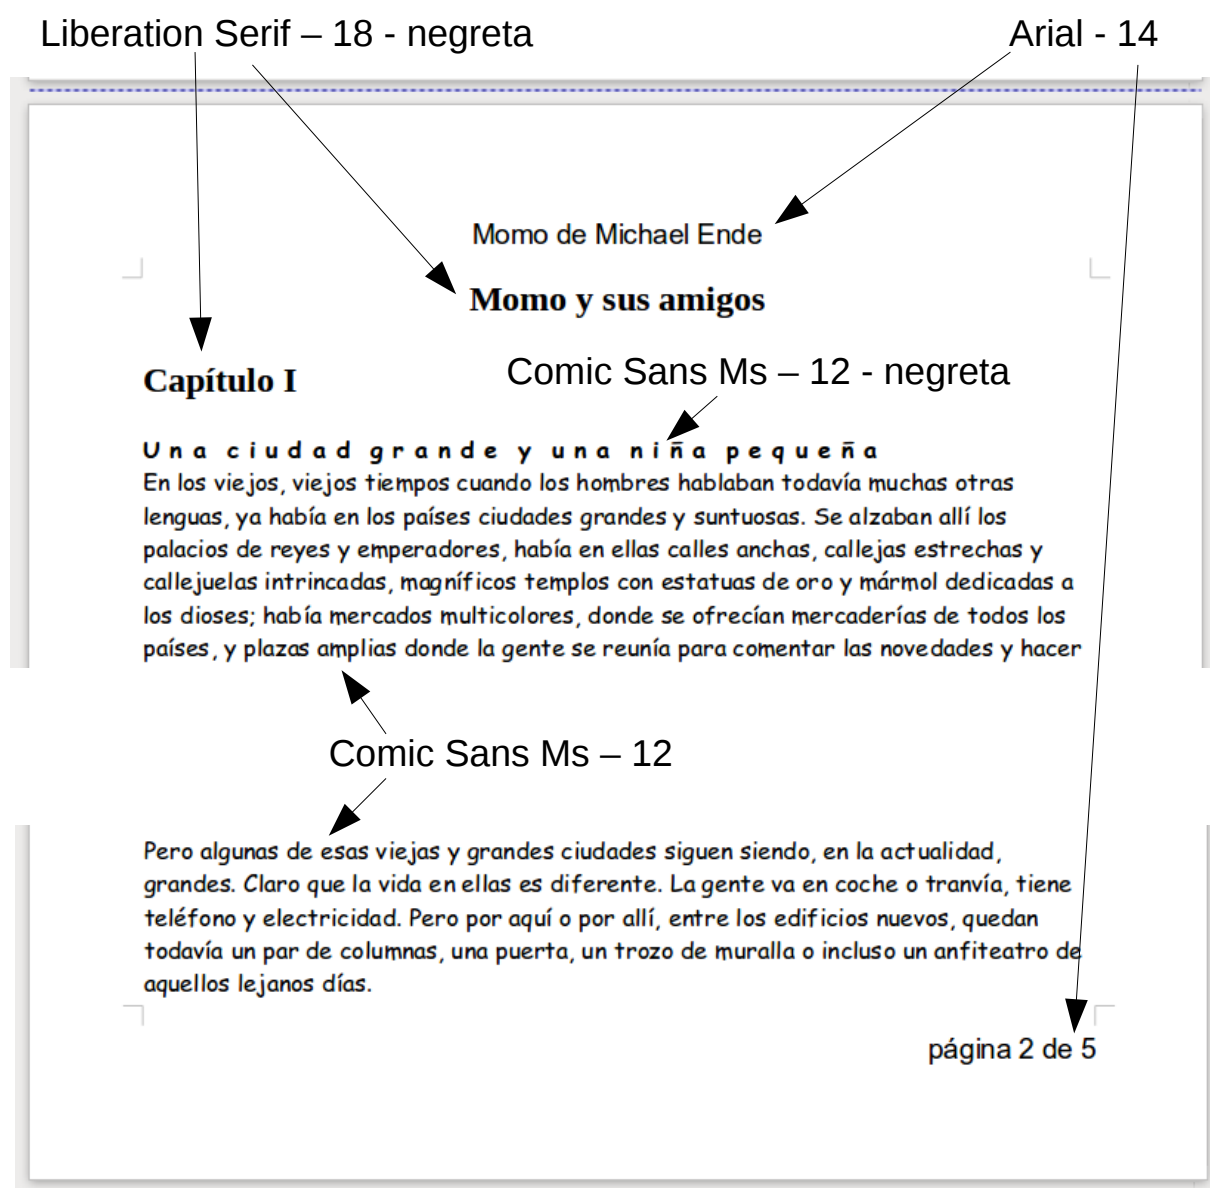 Liberation Serif – 18 - negreta
Arial - 14
Momo de Michael Ende
Momo y sus amigos
Comic Sans Ms – 12 - negreta
Capítulo I
Una ciudad grande y una niña pequeña
En los viejos, viejos tiempos cuando los hombres hablaban todavía muchas otras
lenguas, ya había en los países ciudades grandes y suntuosas. Se alzaban allí los
palacios de reyes y emperadores, había en ellas calles anchas, callejas estrechas y
callejuelas intrincadas, magníficos templos con estatuas de oro y mármol dedicadas a
los dioses; había mercados multicolores, donde se ofrecían mercaderías de todos los
países, y plazas amplias donde la gente se reunía para comentar las novedades y hacer
Comic Sans Ms – 12
Pero algunas de esas viejas y grandes ciudades siguen siendo, en la actualidad,
grandes. Claro que la vida en ellas es diferente. La gente va en coche o tranvía, tiene
teléfono y electricidad. Pero por aquí o por allí, entre los edificios nuevos, quedan
todavía un par de columnas, una puerta, un trozo de muralla o incluso un anfiteatro de
aquellos lejanos días.
página 2 de 5